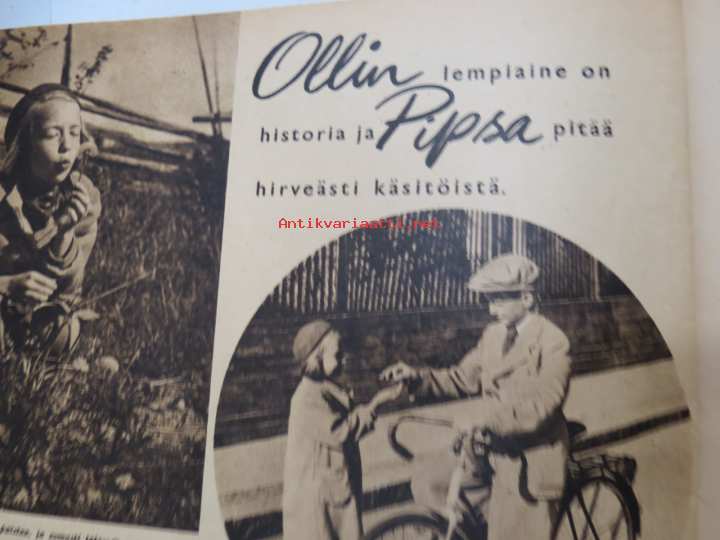 Ollin lempiaine on
historia ja Pipsa pitää
hirveästi käsitöistä.
Antikvariaatti.net